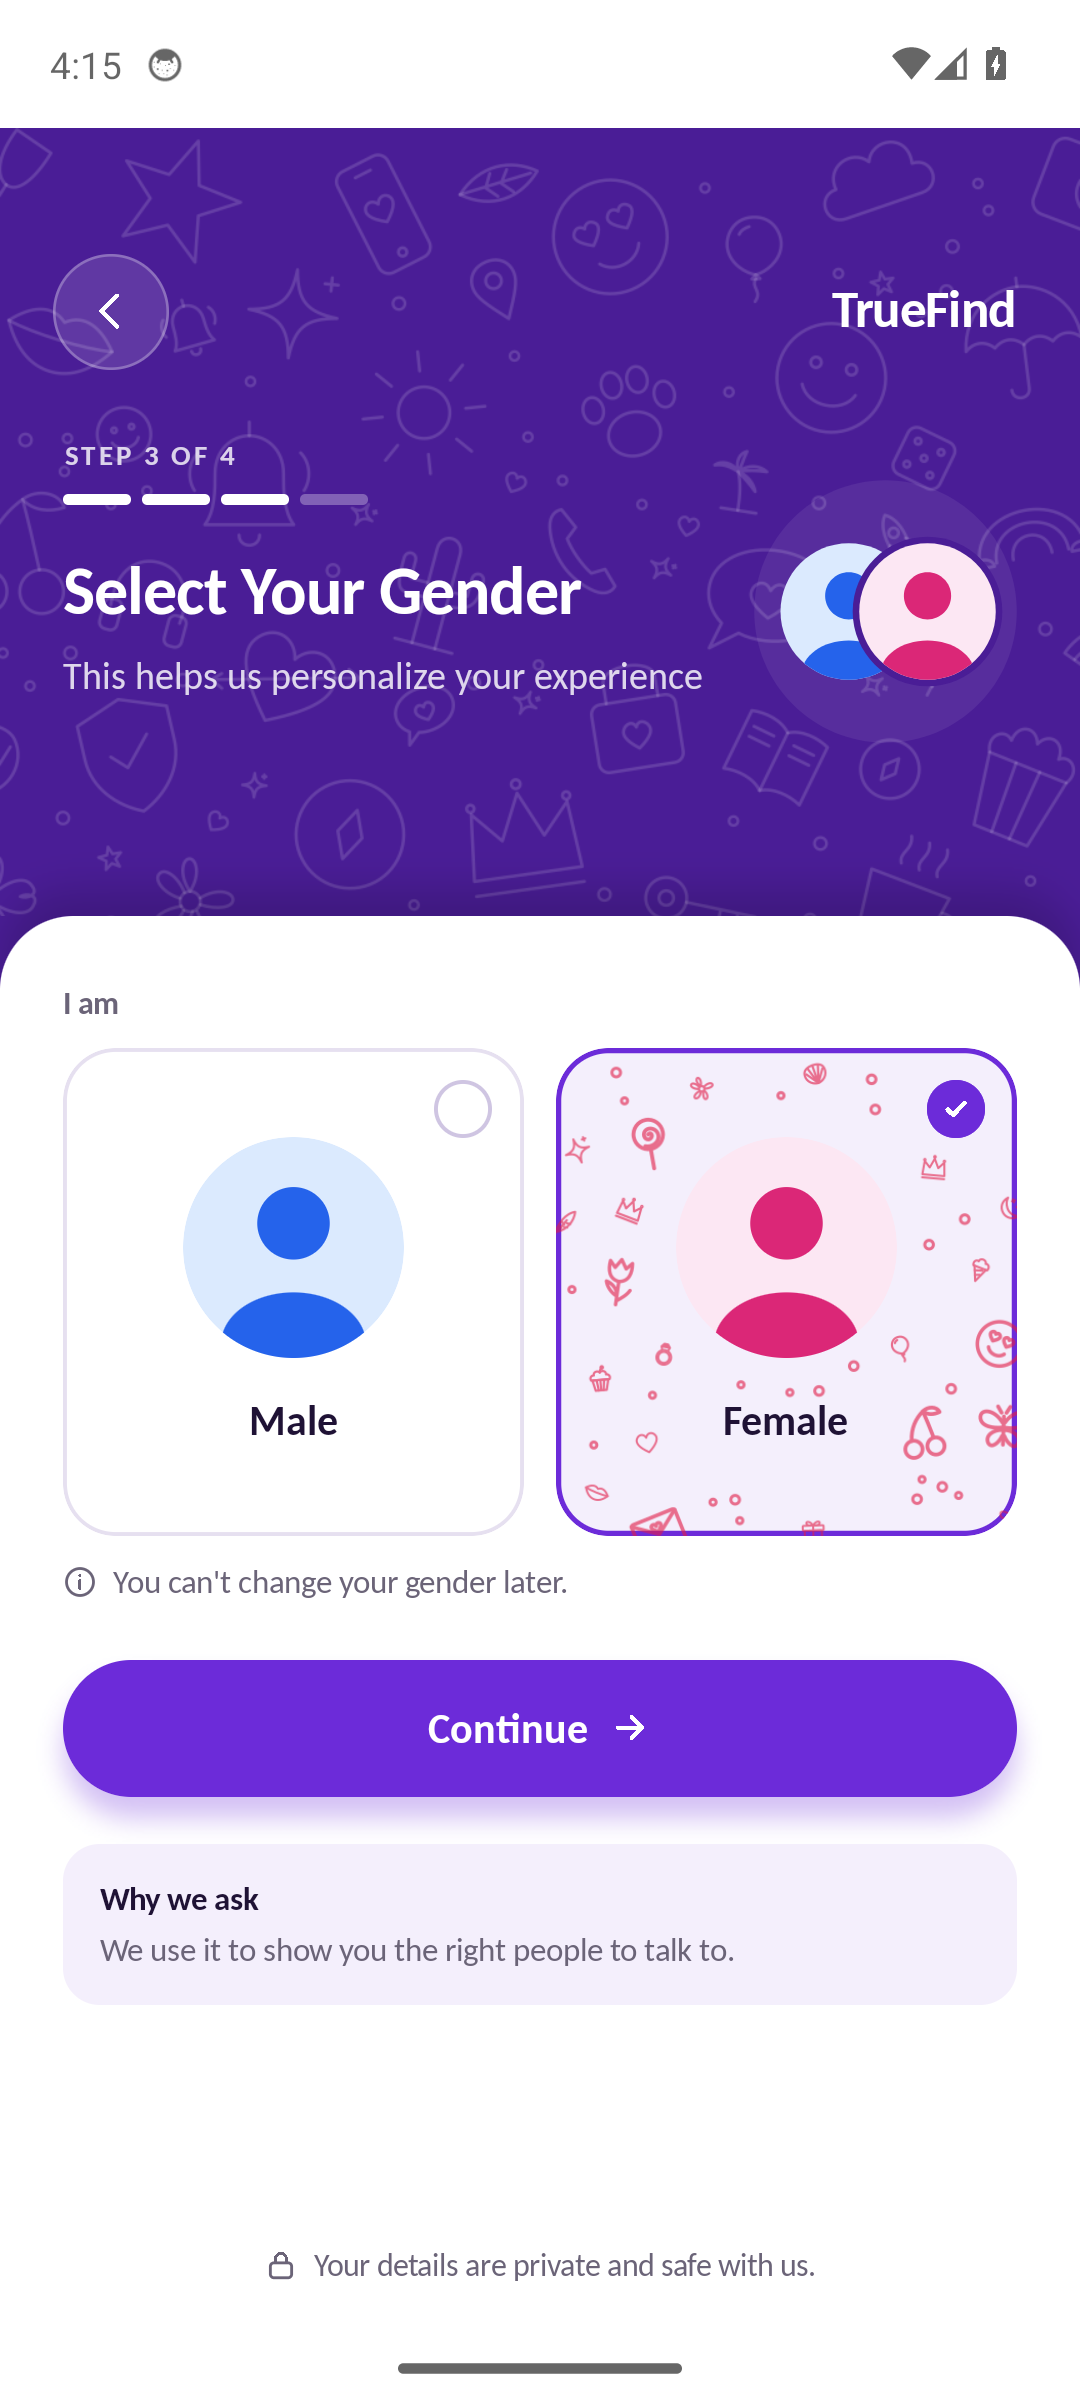 4:15
TrueFind
STEP 3 OF 4
Select Your Gender
This helps us personalize your experience
I am
Male
Female
You can't change your gender later.
Continue
Why we ask
We use it to show you the right people to talk to.
Your details are private and safe with us.